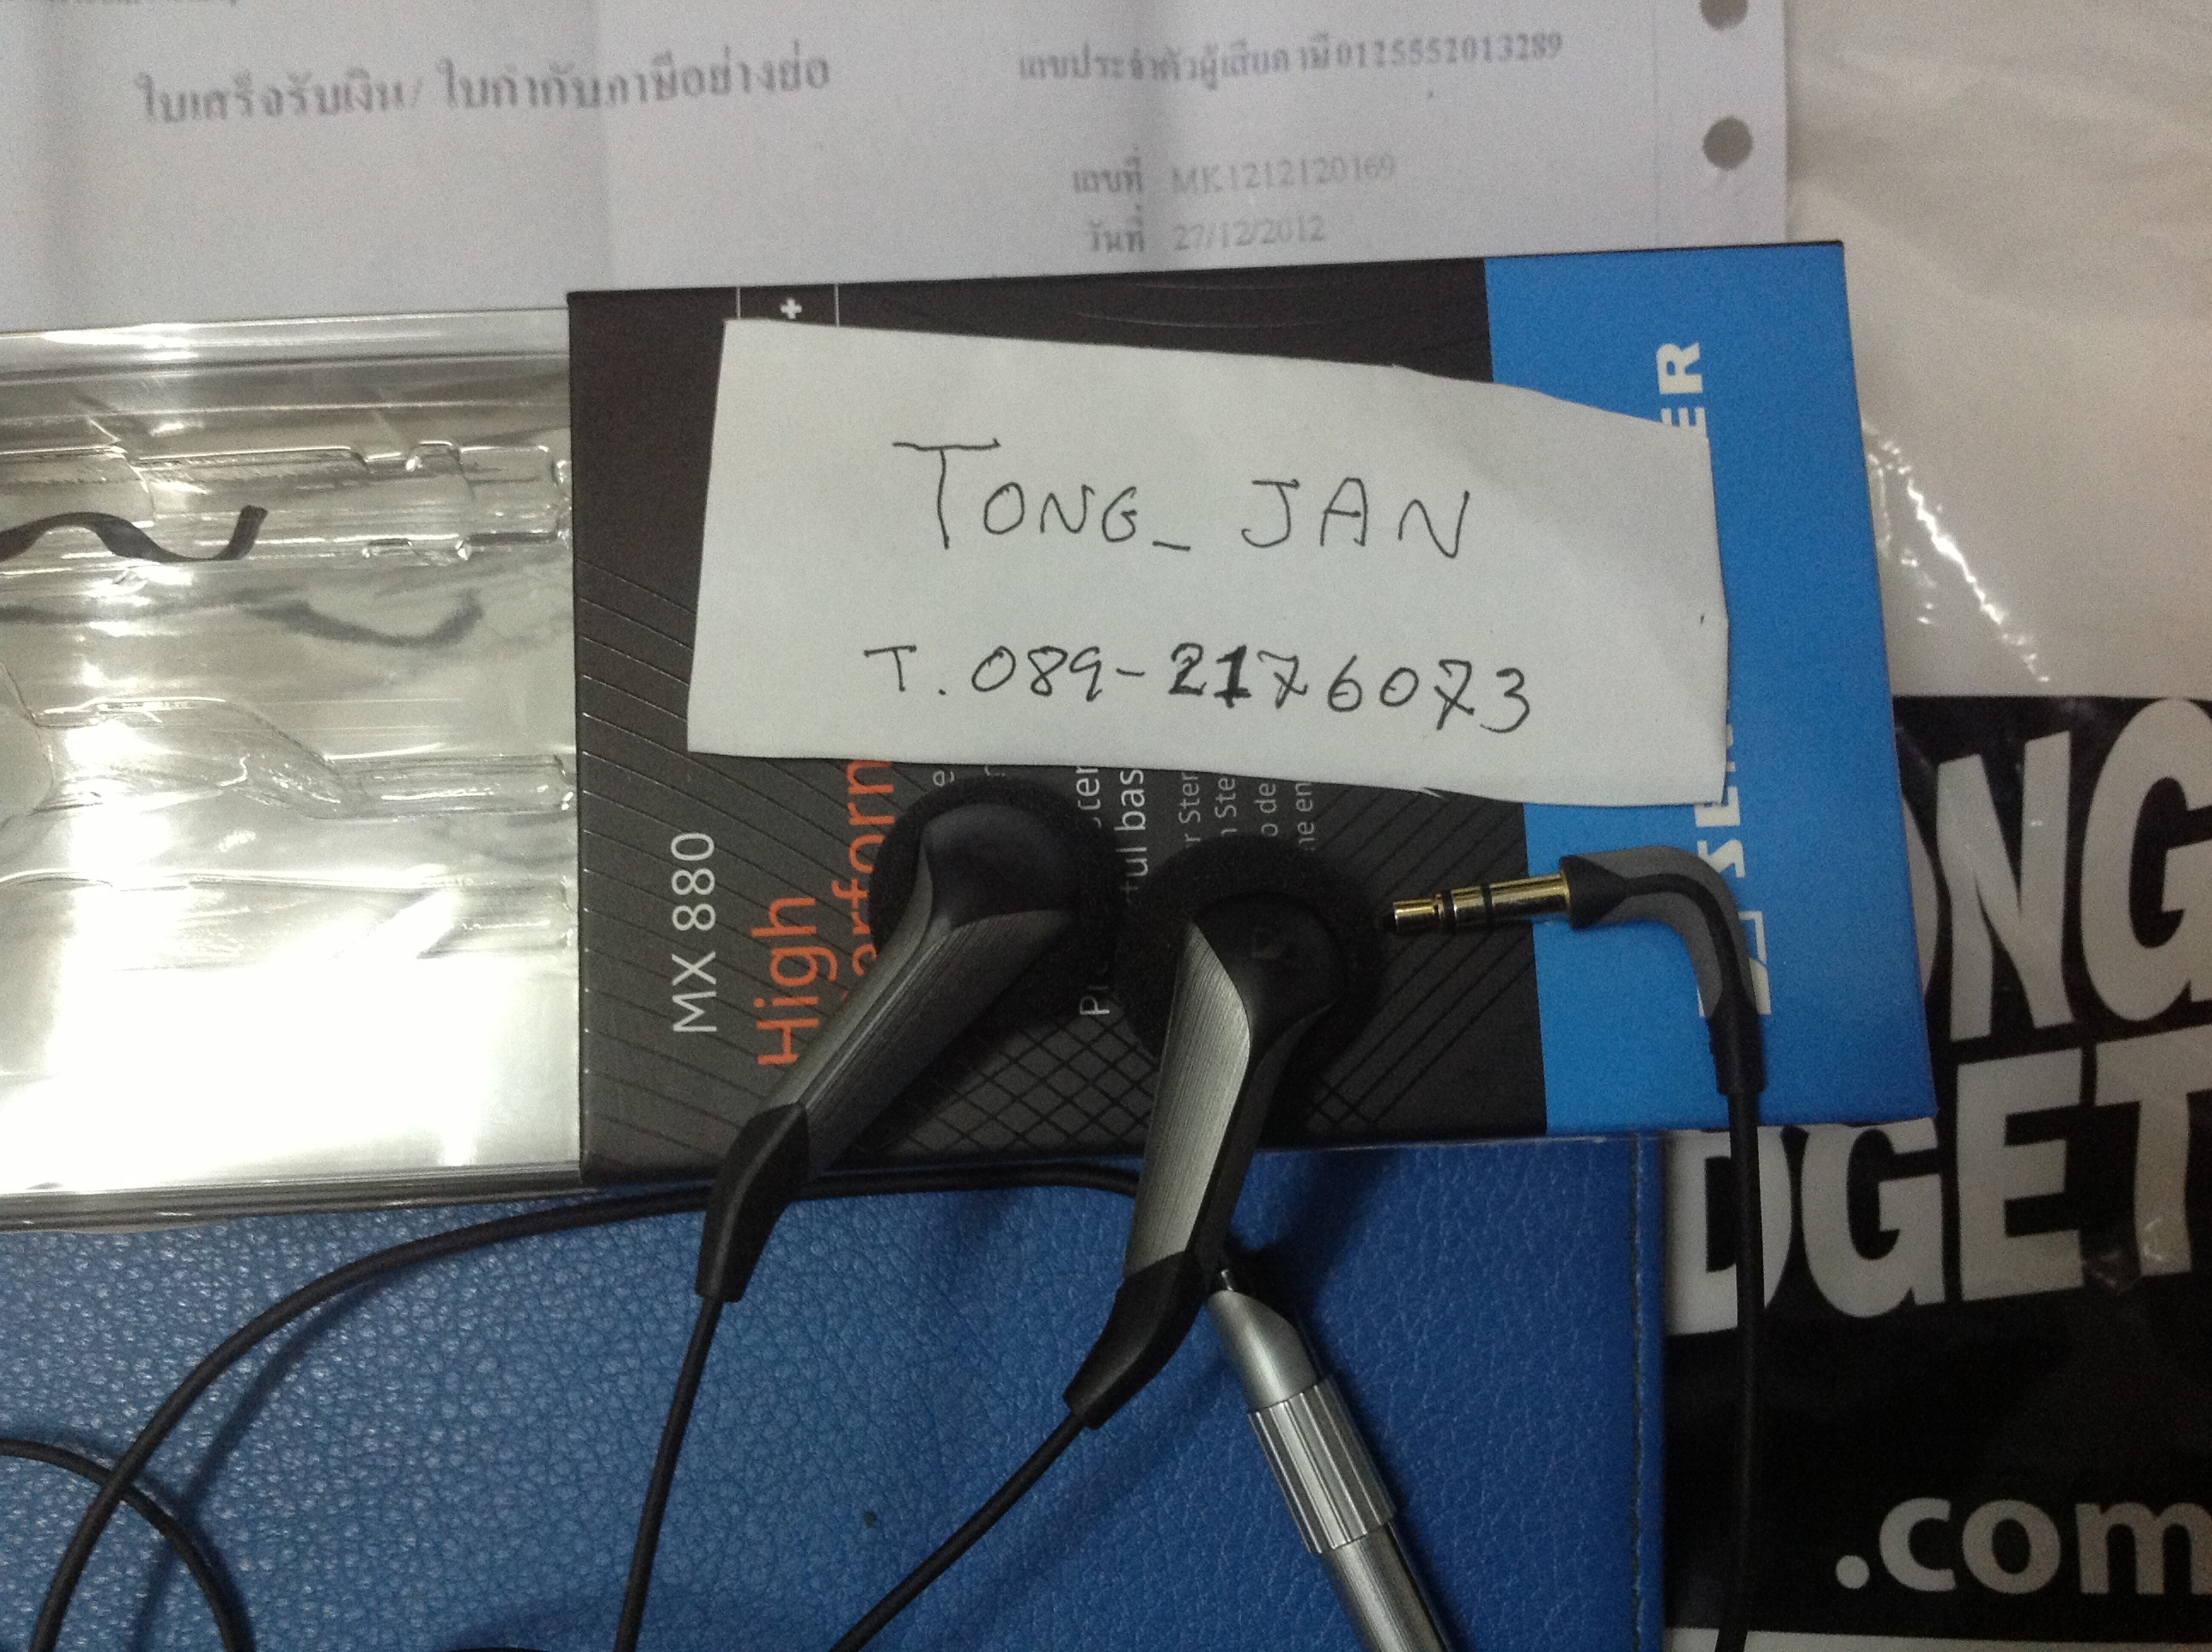 ใบเสร็จรับเงิน/ ใบกำกับภาษีอย่างย่อ
เลขประจำตัวผู้เสียภาษี0125552013289
เลขที่ MK1212120169
วันที่ 27/12/2012
TONG_JAN
T. 089-2176073
MX 880
High
ER
ONG
DGET
.com